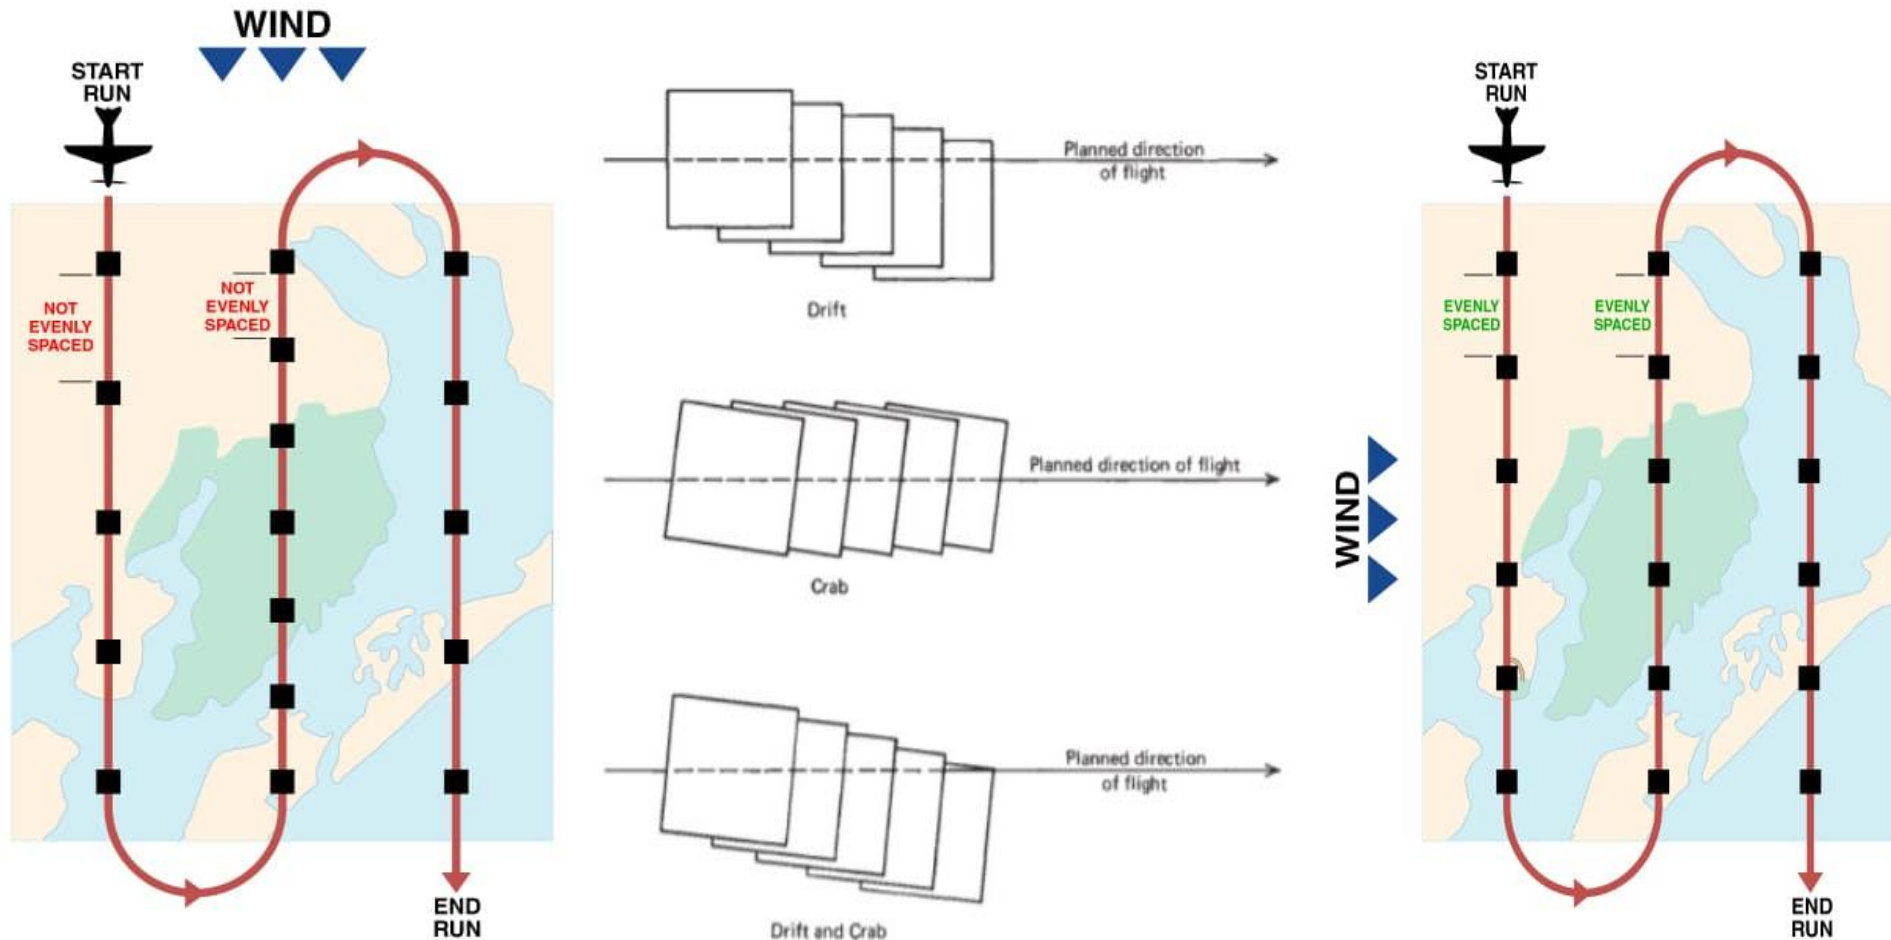 WIND
START
RUN
NOT
EVENLY
SPACED
NOT
EVENLY
SPACED
END
RUN
Planned direction
of flight
Drift
Planned direction of flight
Crab
Planned direction
of flight
Drift and Crab
START
RUN
EVENLY
SPACED
EVENLY
SPACED
WIND
END
RUN